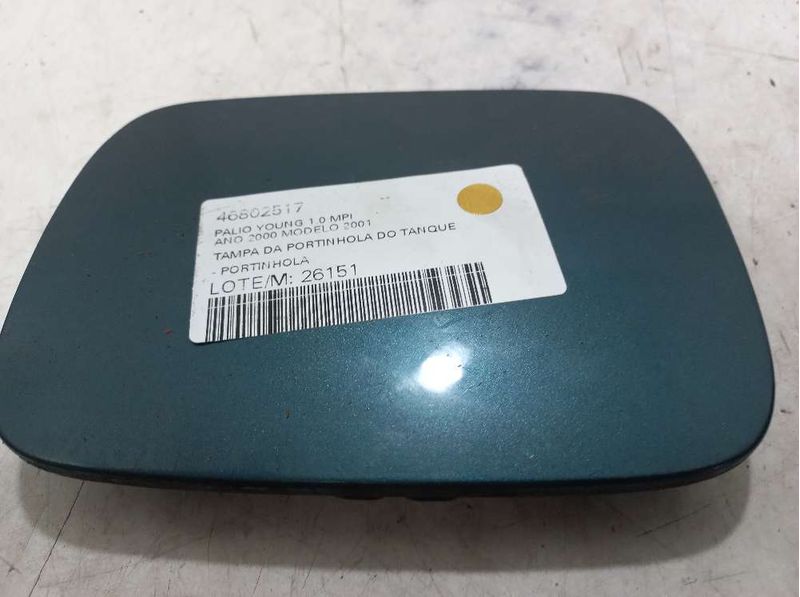 46802517
PALIO YOUNG 1.0 MPI
ANO 2000 MODELO 2001
TAMPA DA PORTINHOLA DO TANQUE
- PORTINHOLA
LOTE/M: 26151